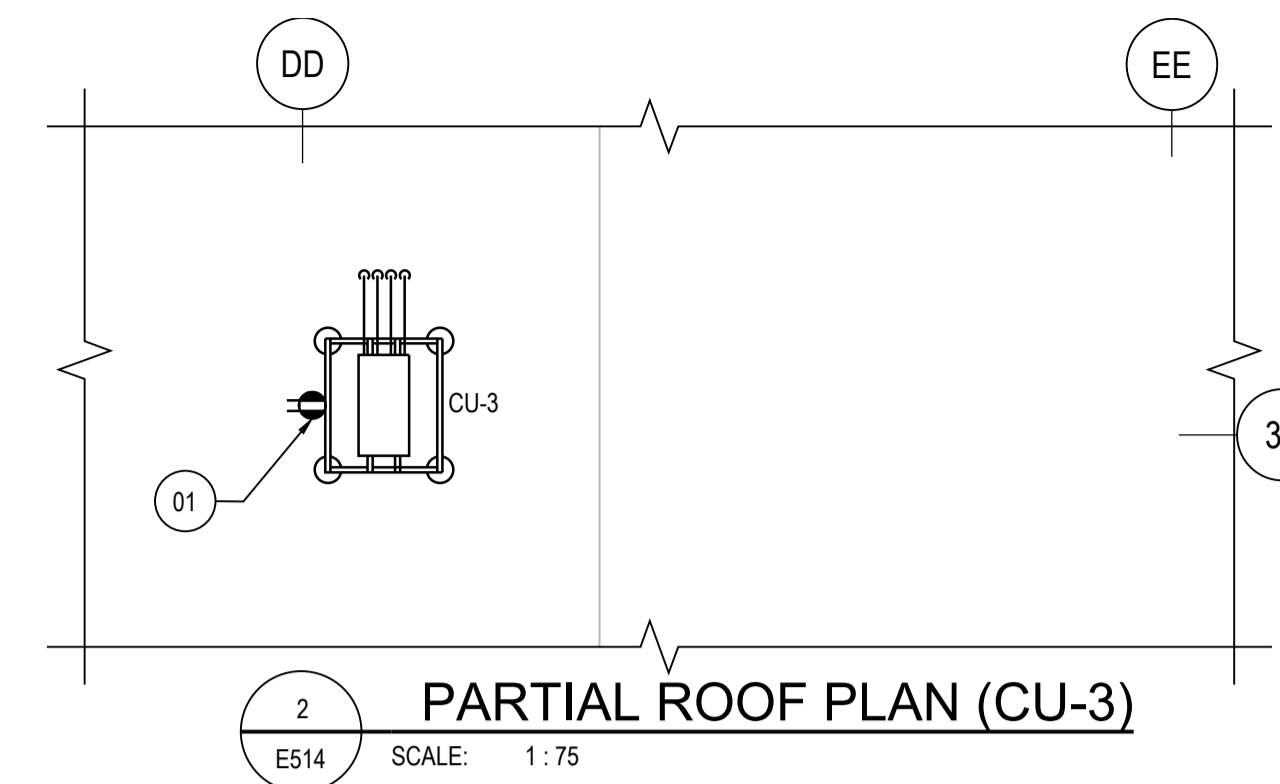 DD
EE
CU-3
3
01
2
PARTIAL ROOF PLAN (CU-3)
E514
SCALE: 1 : 75